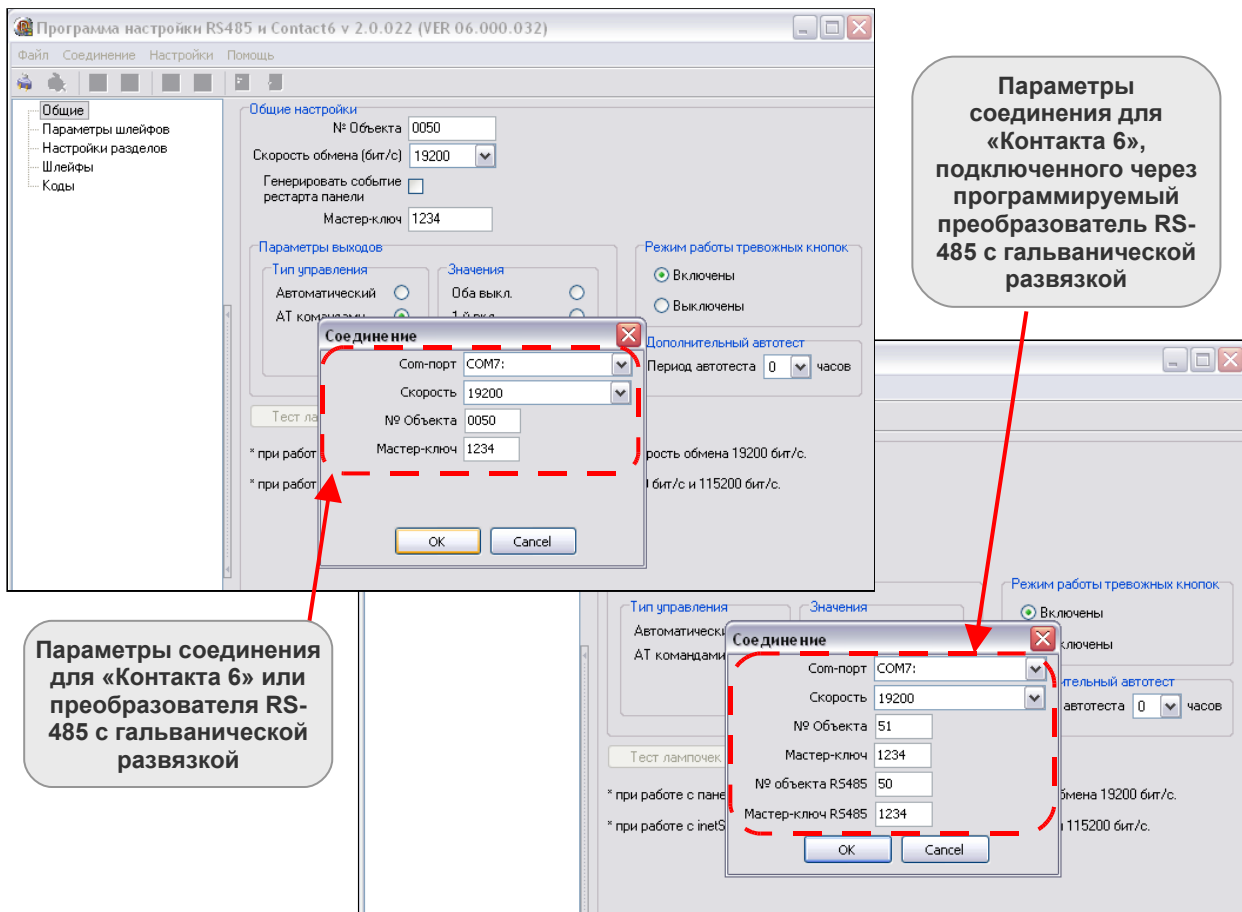 Программа настройки RS485 и Contact6 v 2.0.022 (VER 06.000.032)
Файл Соединение Настройки Помощь
Общие
Параметры шлейфов
Настройки разделов
Шлейфы
Коды
Общие настройки
№ Объекта 0050
Скорость обмена (бит/с) 19200
Генерировать событие
рестарта панели
Мастер-ключ 1234
Параметры выходов
Тип управления
Автоматический
АТ командами
Значения
Оба выкл.
1-й вкл.
Режим работы тревожных кнопок
Включены
Выключены
Дополнительный автотест
Период автотеста 0 часов
Тест ла
* при работ
рость обмена 19200 бит/с.
* при работ
бит/с и 115200 бит/с.
Соединение
Com-порт COM7:
Скорость 19200
№ Объекта 0050
Мастер-ключ 1234
OK Cancel
Параметры
соединения для
«Контакта 6»,
подключенного через
программируемый
преобразователь RS-
485 с гальванической
развязкой
Параметры соединения
для «Контакта 6» или
преобразователя RS-
485 с гальванической
развязкой
Тип управления
Автоматически
АТ командами
Значения
Режим работы тревожных кнопок
Включены
ключены
тельный автотест
автотеста 0 часов
Тест лампочек
* при работе с пане
бмена 19200 бит/с.
* при работе с inetS
115200 бит/с.
Соединение
Com-порт COM7:
Скорость 19200
№ Объекта 51
Мастер-ключ 1234
№ объекта RS485 50
Мастер-ключ RS485 1234
OK Cancel